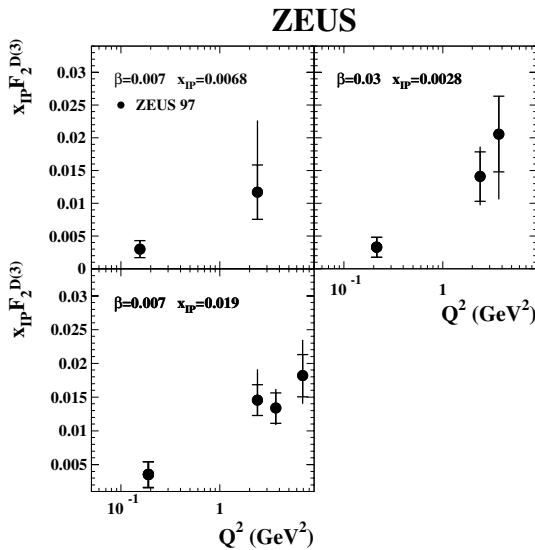 ZEUS
x_IP F_2^D(3)
0.03
0.025
0.02
0.015
0.01
0.005
0
β=0.007 x_IP=0.0068
● ZEUS 97
β=0.03 x_IP=0.0028
10^-1 1
Q^2 (GeV^2)
x_IP F_2^D(3)
0.03
0.025
0.02
0.015
0.01
0.005
β=0.007 x_IP=0.019
10^-1 1
Q^2 (GeV^2)